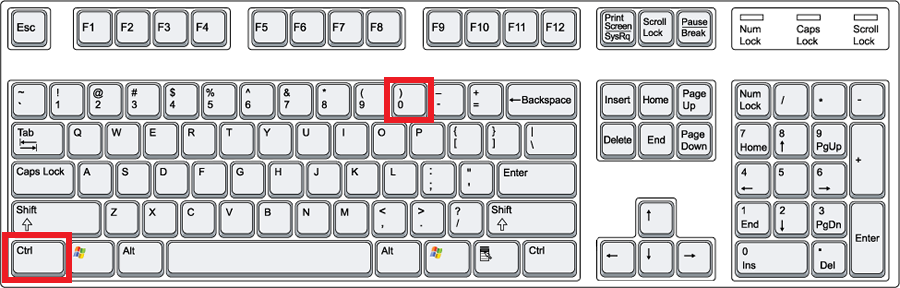 Esc F1 F2 F3 F4 F5 F6 F7 F8 F9 F10 F11 F12 Print Screen SysRq Scroll Lock Pause Break Num Lock Caps Lock Scroll Lock
~ ` ! 1 @ 2 # 3 $ 4 % 5 ^ 6 & 7 * 8 ( 9 ) 0 – - + = ←Backspace Insert Home Page Up Num Lock / * -
Tab Q W E R T Y U I O P { [ } ] | \ Delete End Page Down 7 Home 8 ↑ 9 PgUp +
Caps Lock A S D F G H J K L : ; " ' Enter 4 ← 5 6 →
Shift Z X C V B N M < , > . ? / Shift ↑ 1 End 2 ↓ 3 PgDn Enter
Ctrl Alt Alt Ctrl ← ↓ → 0 Ins . Del